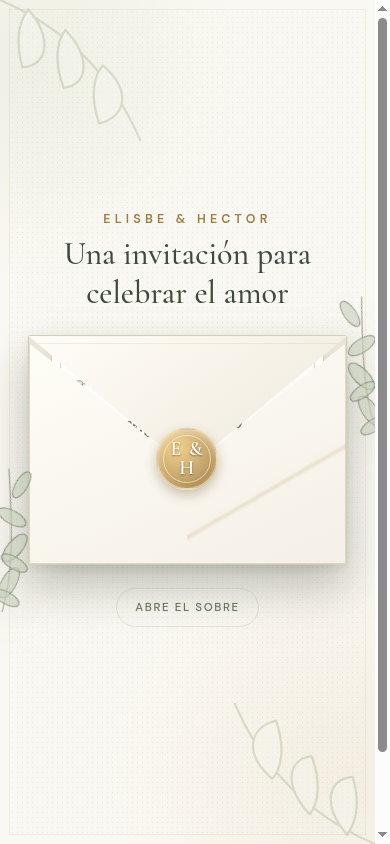 ELISBE & HECTOR
Una invitación para
celebrar el amor
E &
H
ABRE EL SOBRE